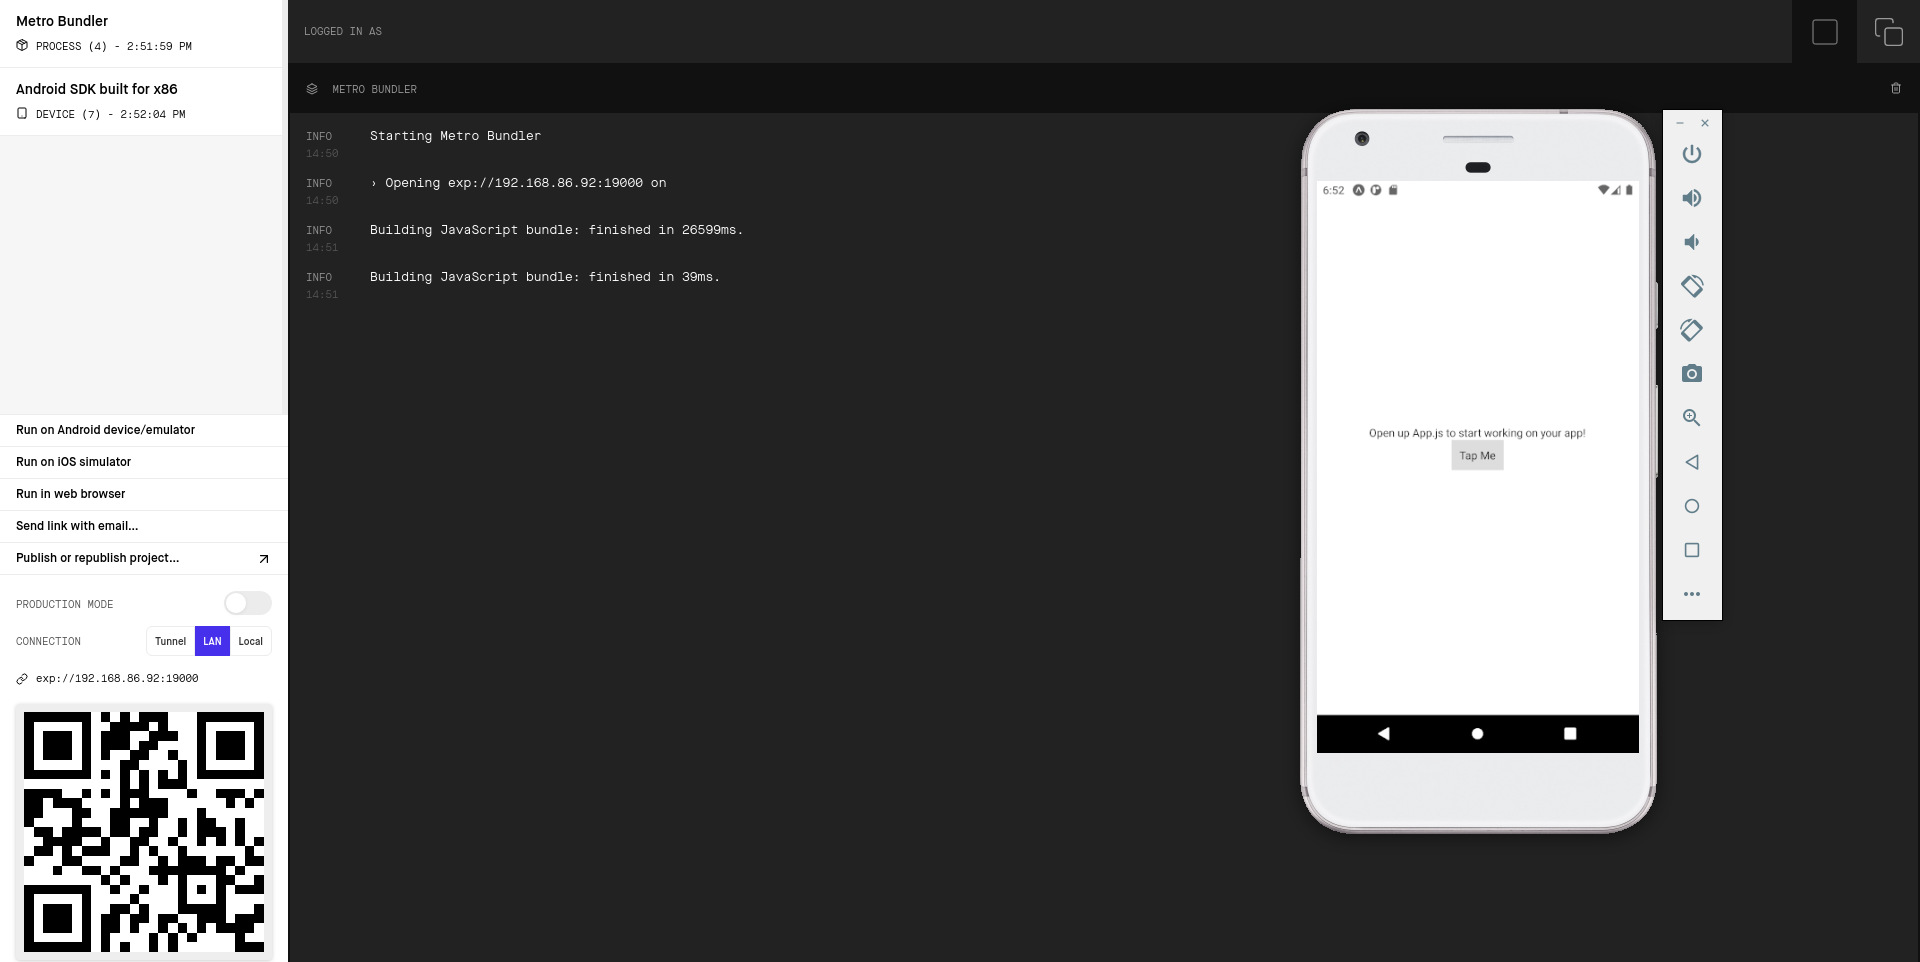 Metro Bundler
PROCESS (4) - 2:51:59 PM
Android SDK built for x86
DEVICE (7) - 2:52:04 PM
Run on Android device/emulator
Run on iOS simulator
Run in web browser
Send link with email…
Publish or republish project…
PRODUCTION MODE
CONNECTION
Tunnel LAN Local
exp://192.168.86.92:19000
LOGGED IN AS
METRO BUNDLER
INFO Starting Metro Bundler
14:50
INFO › Opening exp://192.168.86.92:19000 on
14:50
INFO Building JavaScript bundle: finished in 26599ms.
14:51
INFO Building JavaScript bundle: finished in 39ms.
14:51
6:52
Open up App.js to start working on your app!
Tap Me